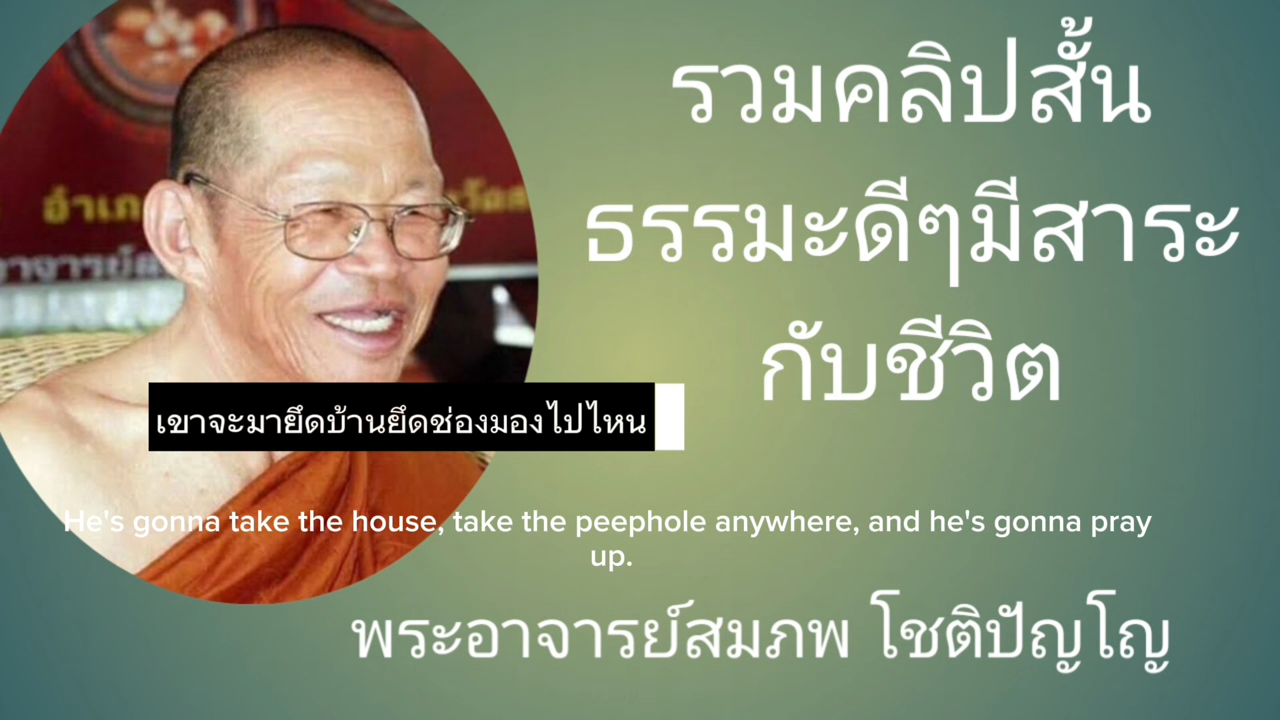 รวมคลิปสั้น
ธรรมะดีๆมีสาระ
กับชีวิต
อำเภ
เขาจะมายึดบ้านยึดช่องมองไปไหน
He's gonna take the house, take the peephole anywhere, and he's gonna pray
up.
พระอาจารย์สมภพ โชติปัญโญ